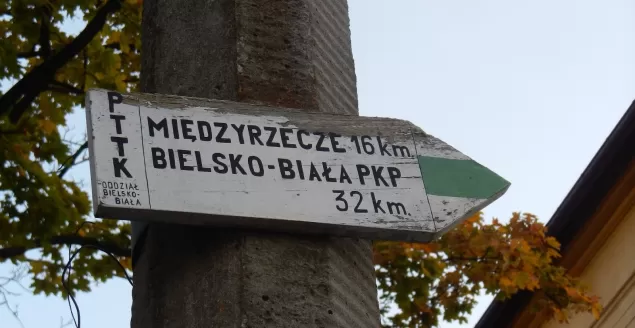 PTTK
ODDZIAŁ
BIELSKO-
BIAŁA
MIĘDZYRZECZE 16 km.
BIELSKO-BIAŁA PKP
32 km.